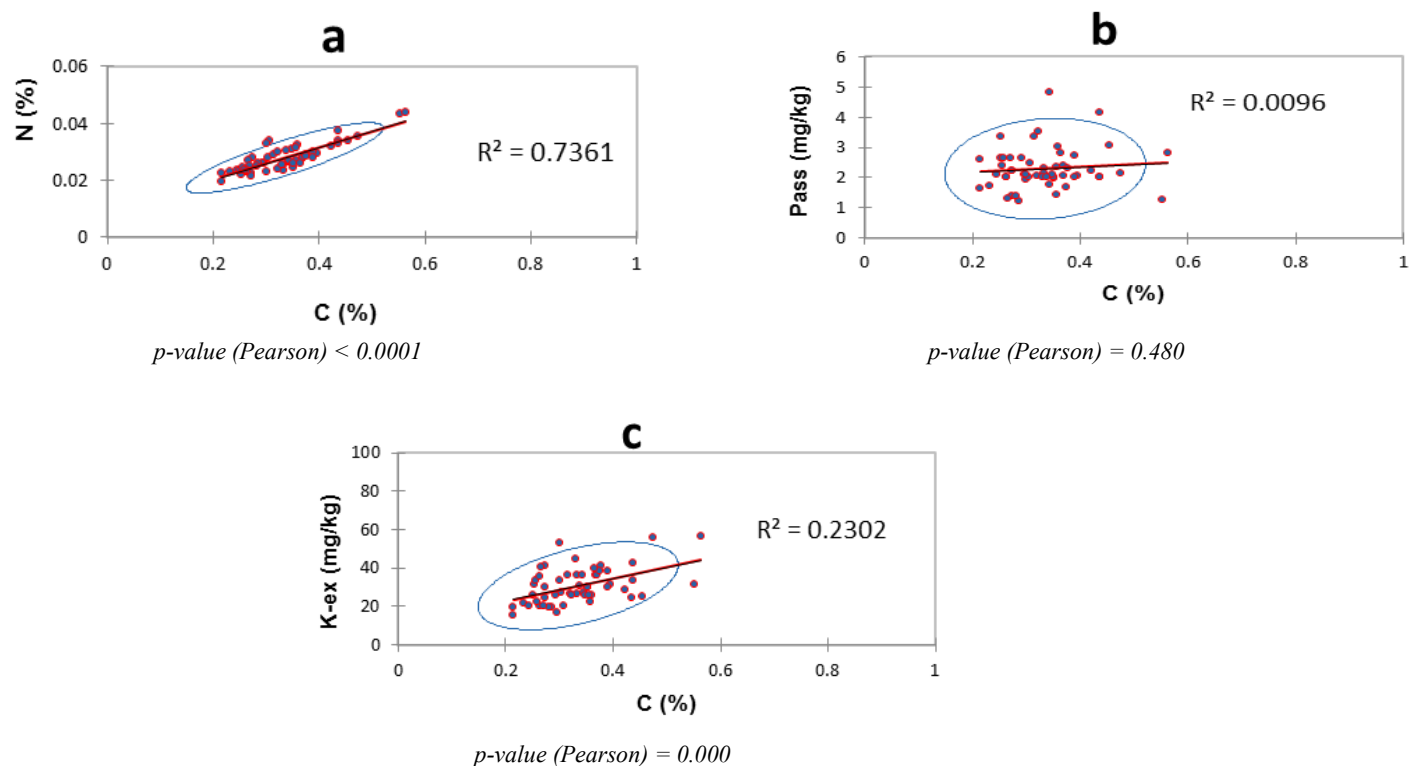 a
N (%)
0.06
0.04
0.02
0
R² = 0.7361
0 0.2 0.4 0.6 0.8 1
C (%)
p-value (Pearson) < 0.0001
b
Pass (mg/kg)
6
5
4
3
2
1
0
R² = 0.0096
0 0.2 0.4 0.6 0.8 1
C (%)
p-value (Pearson) = 0.480
c
K-ex (mg/kg)
100
80
60
40
20
0
R² = 0.2302
0 0.2 0.4 0.6 0.8 1
C (%)
p-value (Pearson) = 0.000